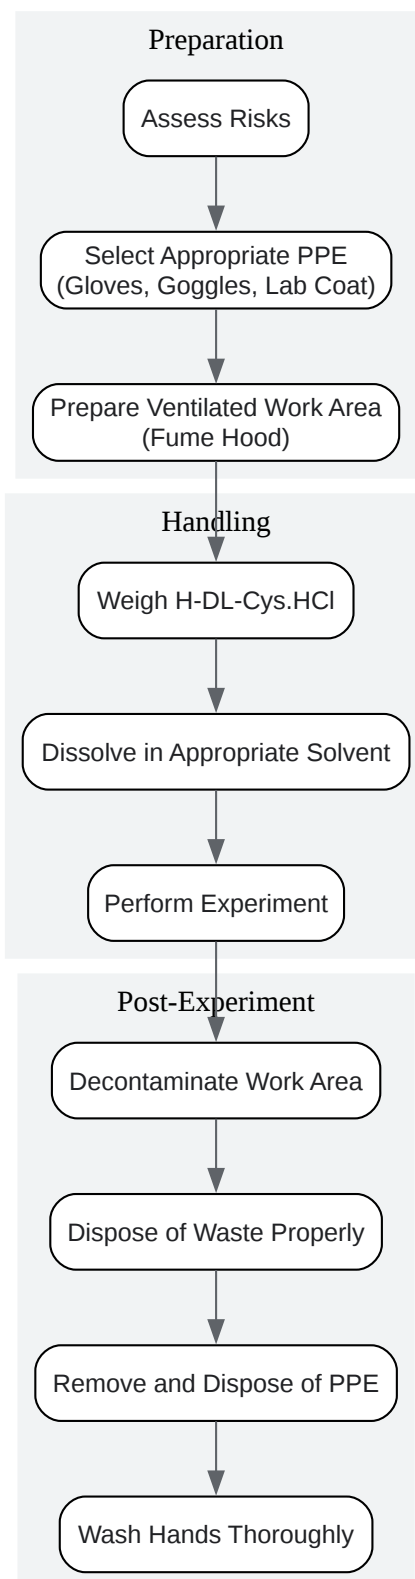 Preparation
Assess Risks
Select Appropriate PPE
(Gloves, Goggles, Lab Coat)
Prepare Ventilated Work Area
(Fume Hood)
Handling
Weigh H-DL-Cys.HCl
Dissolve in Appropriate Solvent
Perform Experiment
Post-Experiment
Decontaminate Work Area
Dispose of Waste Properly
Remove and Dispose of PPE
Wash Hands Thoroughly